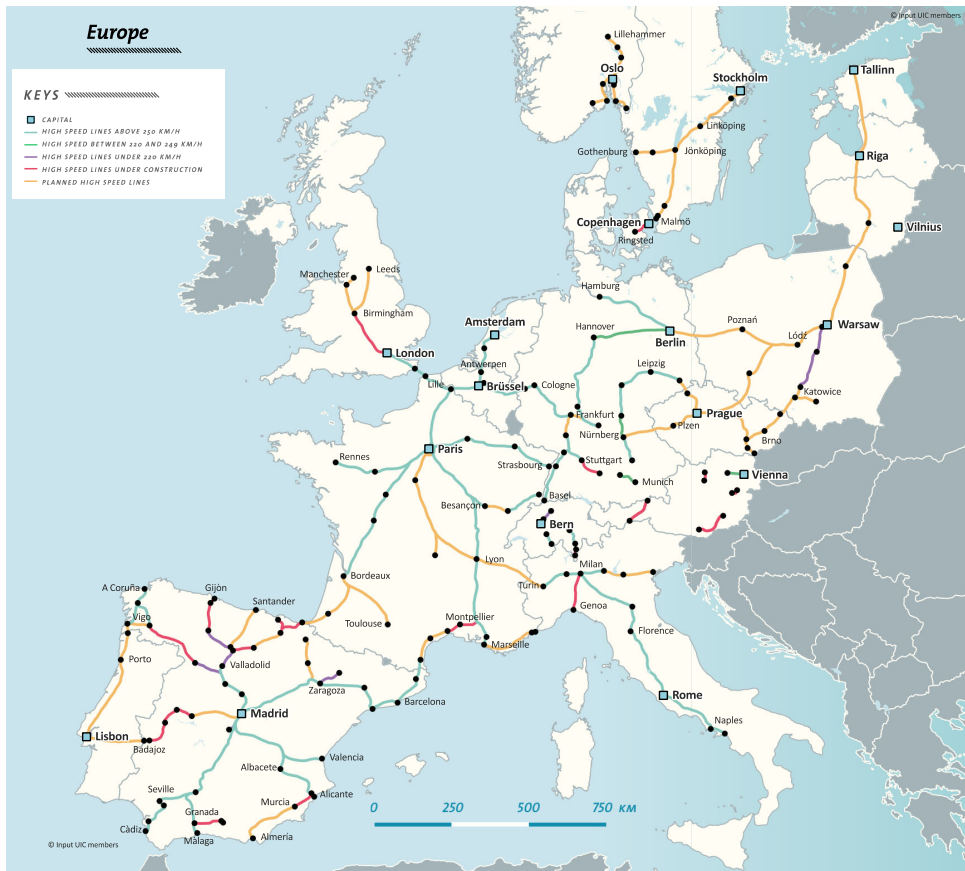 © Input UIC members
Europe
KEYS
CAPITAL
HIGH SPEED LINES ABOVE 250 KM/H
HIGH SPEED BETWEEN 220 AND 249 KM/H
HIGH SPEED LINES UNDER 220 KM/H
HIGH SPEED LINES UNDER CONSTRUCTION
PLANNED HIGH SPEED LINES
Lillehammer
Oslo
Stockholm
Tallinn
Linköping
Gothenburg
Jönköping
Riga
Copenhagen
Malmö
Ringsted
Vilnius
Manchester
Leeds
Hamburg
Birmingham
Amsterdam
Hannover
Poznań
Warsaw
Berlin
Lódź
London
Antwerpen
Leipzig
Lille
Brüssel
Cologne
Katowice
Frankfurt
Prague
Plzen
Nürnberg
Brno
Paris
Rennes
Strasbourg
Stuttgart
Vienna
Munich
Besançon
Basel
Bern
Lyon
Milan
Bordeaux
Turin
A Coruña
Gijòn
Santander
Genoa
Vigo
Toulouse
Montpellier
Florence
Marseille
Porto
Valladolid
Zaragoza
Rome
Barcelona
Madrid
Naples
Lisbon
Badajoz
Valencia
Albacete
Seville
Alicante
Murcia
Granada
Càdiz
Màlaga
Almería
0 250 500 750 KM
© Input UIC members